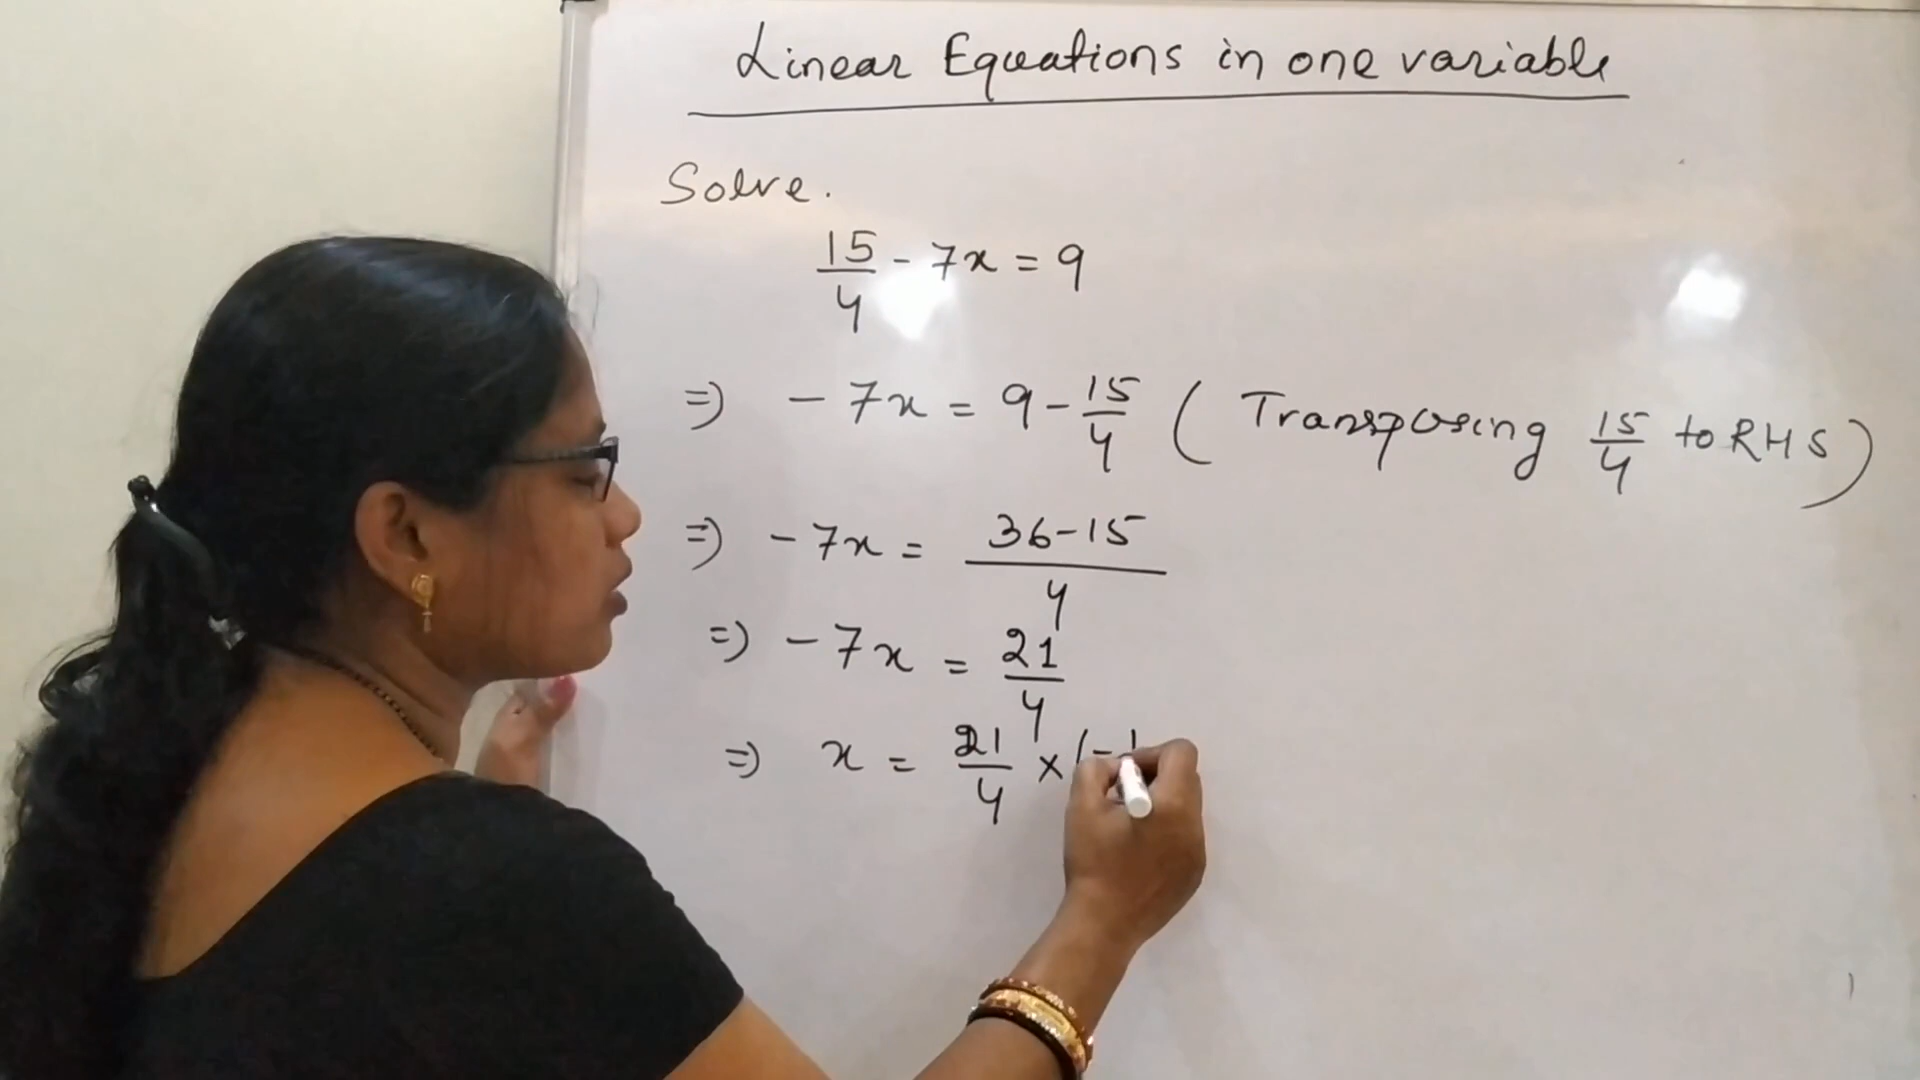 Linear Equations in one variable
Solve.
15/4 - 7x = 9
=) - 7x = 9 - 15/4 ( Transposing 15/4 to RHS )
=) - 7x = 36-15/4
=) - 7x = 21/4
=) x = 21/4 × (-1